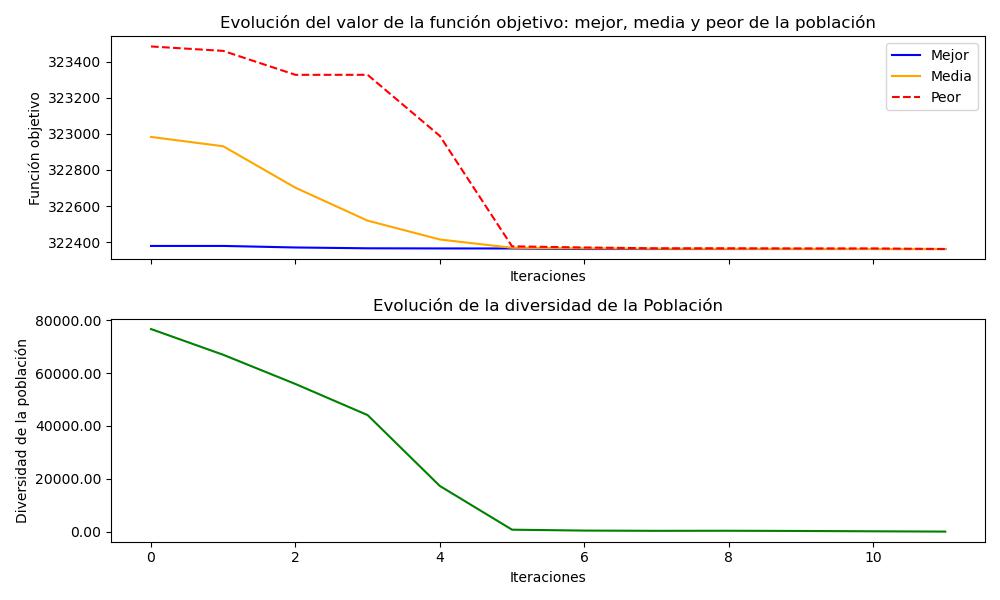 Evolución del valor de la función objetivo: mejor, media y peor de la población
Función objetivo
323400
323200
323000
322800
322600
322400
Mejor
Media
Peor
Iteraciones
Evolución de la diversidad de la Población
Diversidad de la población
80000.00
60000.00
40000.00
20000.00
0.00
0 2 4 6 8 10
Iteraciones